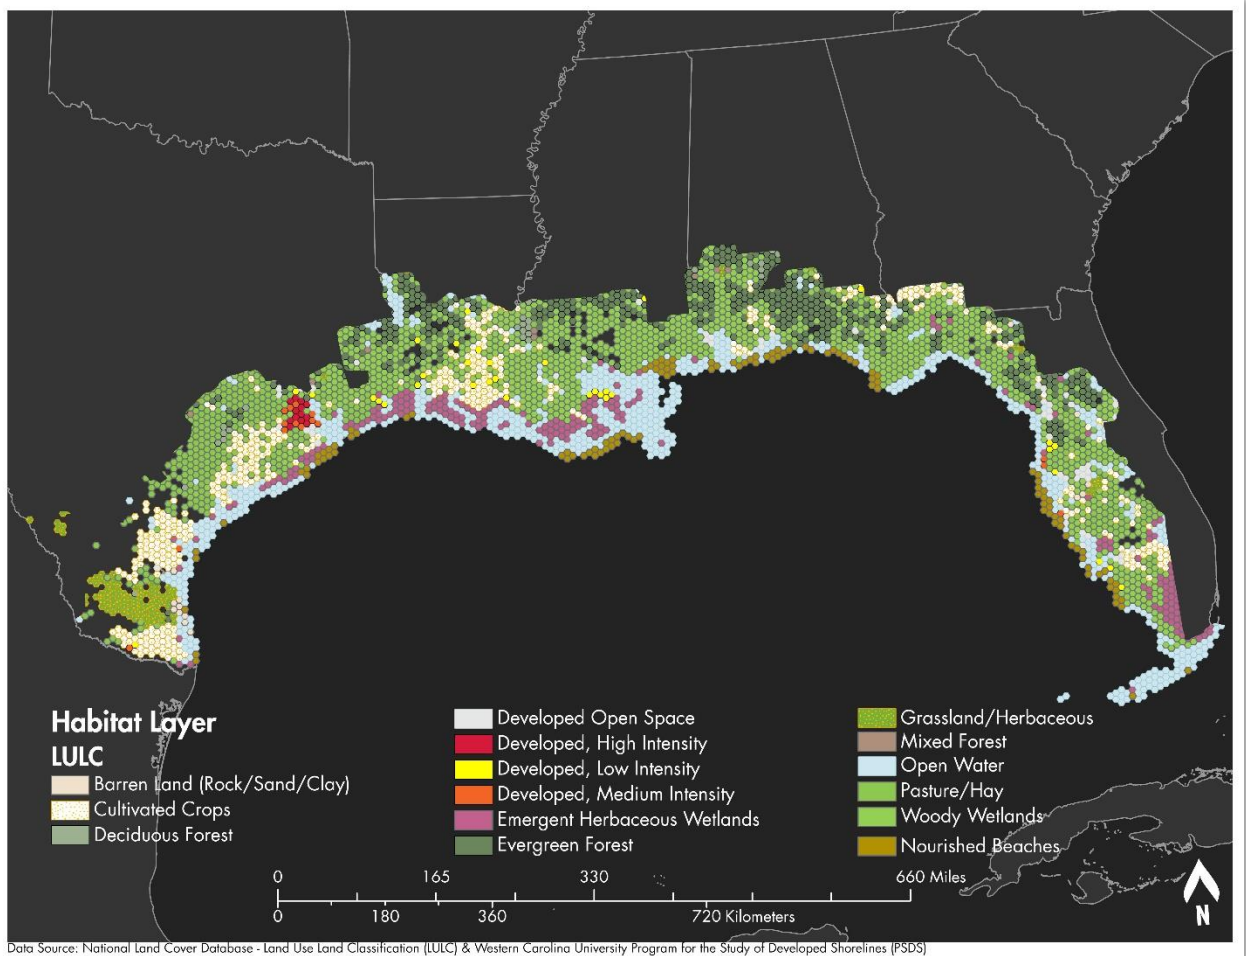 Habitat Layer
LULC
Barren Land (Rock/Sand/Clay)
Cultivated Crops
Deciduous Forest
Developed Open Space
Developed, High Intensity
Developed, Low Intensity
Developed, Medium Intensity
Emergent Herbaceous Wetlands
Evergreen Forest
Grassland/Herbaceous
Mixed Forest
Open Water
Pasture/Hay
Woody Wetlands
Nourished Beaches
0 165 330 660 Miles
0 180 360 720 Kilometers
N
Data Source: National Land Cover Database - Land Use Land Classification (LULC) & Western Carolina University Program for the Study of Developed Shorelines (PSDS)